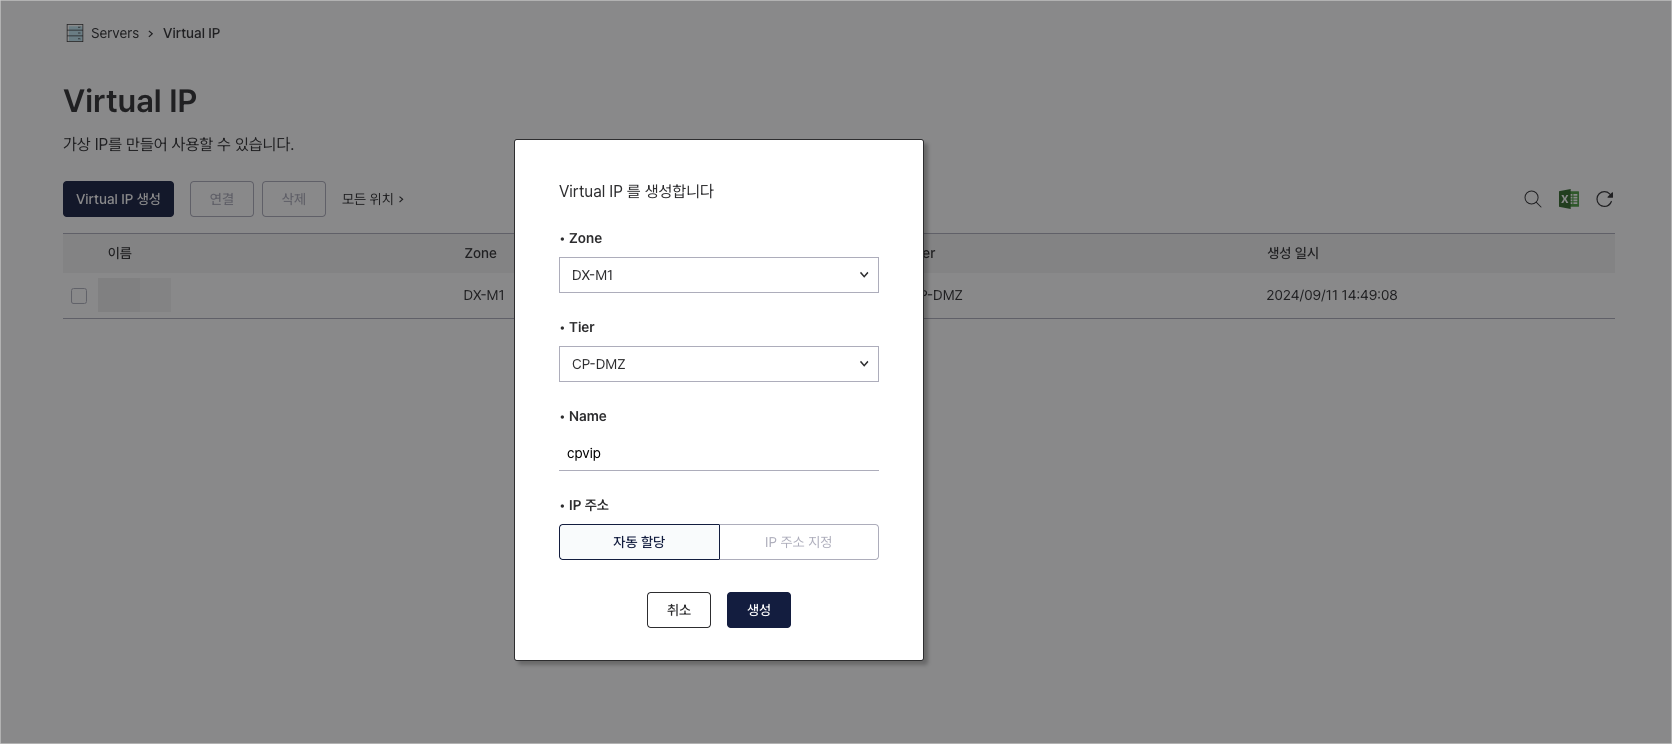 Servers > Virtual IP
Virtual IP
가상 IP를 만들어 사용할 수 있습니다.
Virtual IP 생성 연결 삭제 모든 위치 >
이름 Zone er 생성 일시
DX-M1 P-DMZ 2024/09/11 14:49:08
Virtual IP 를 생성합니다
• Zone
DX-M1
• Tier
CP-DMZ
• Name
cpvip
• IP 주소
자동 할당 IP 주소 지정
취소 생성